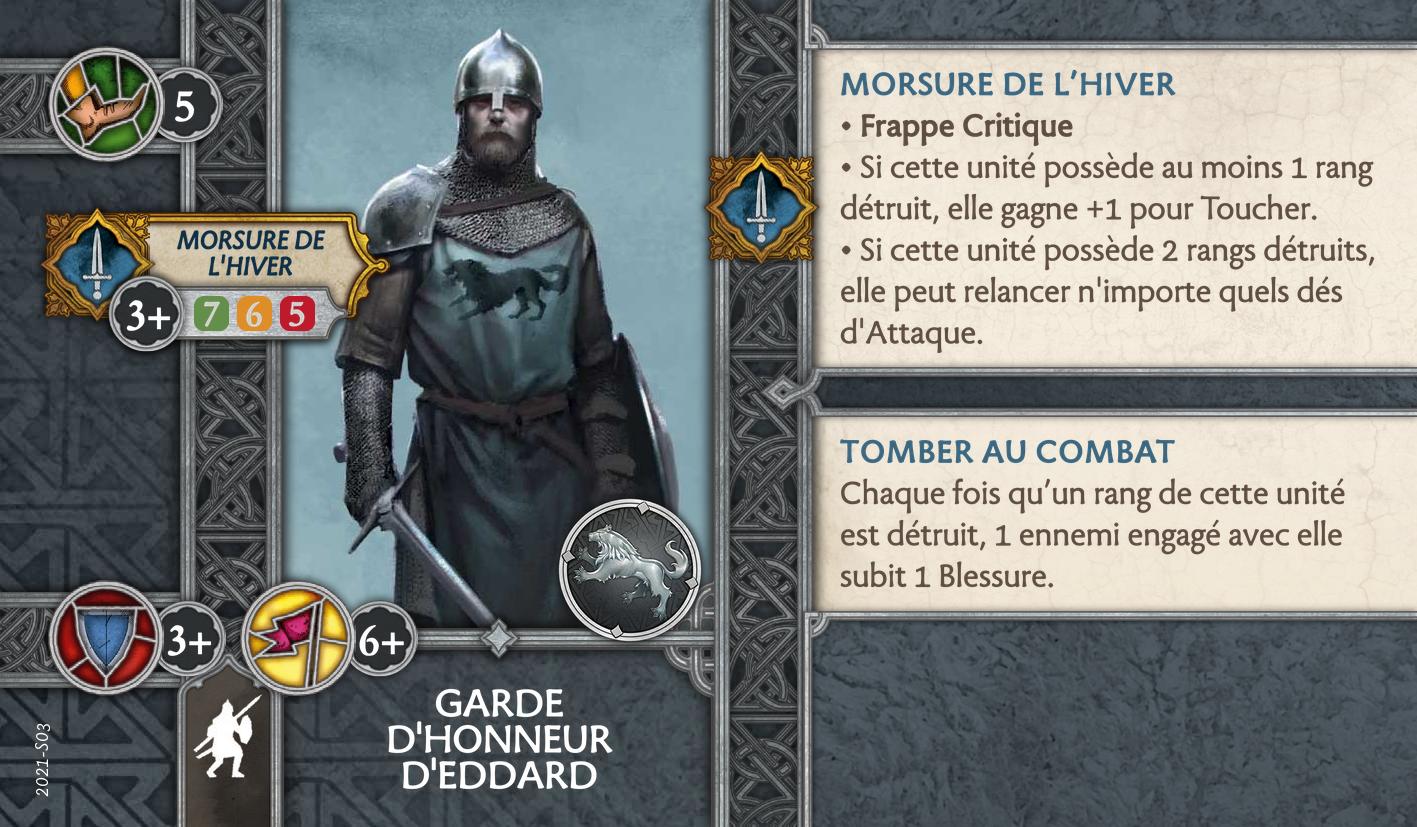 5
MORSURE DE
L'HIVER
3+
7 6 5
3+
6+
GARDE
D'HONNEUR
D'EDDARD
2021-S03
MORSURE DE L’HIVER
• Frappe Critique
• Si cette unité possède au moins 1 rang
détruit, elle gagne +1 pour Toucher.
• Si cette unité possède 2 rangs détruits,
elle peut relancer n'importe quels dés
d'Attaque.
TOMBER AU COMBAT
Chaque fois qu’un rang de cette unité
est détruit, 1 ennemi engagé avec elle
subit 1 Blessure.